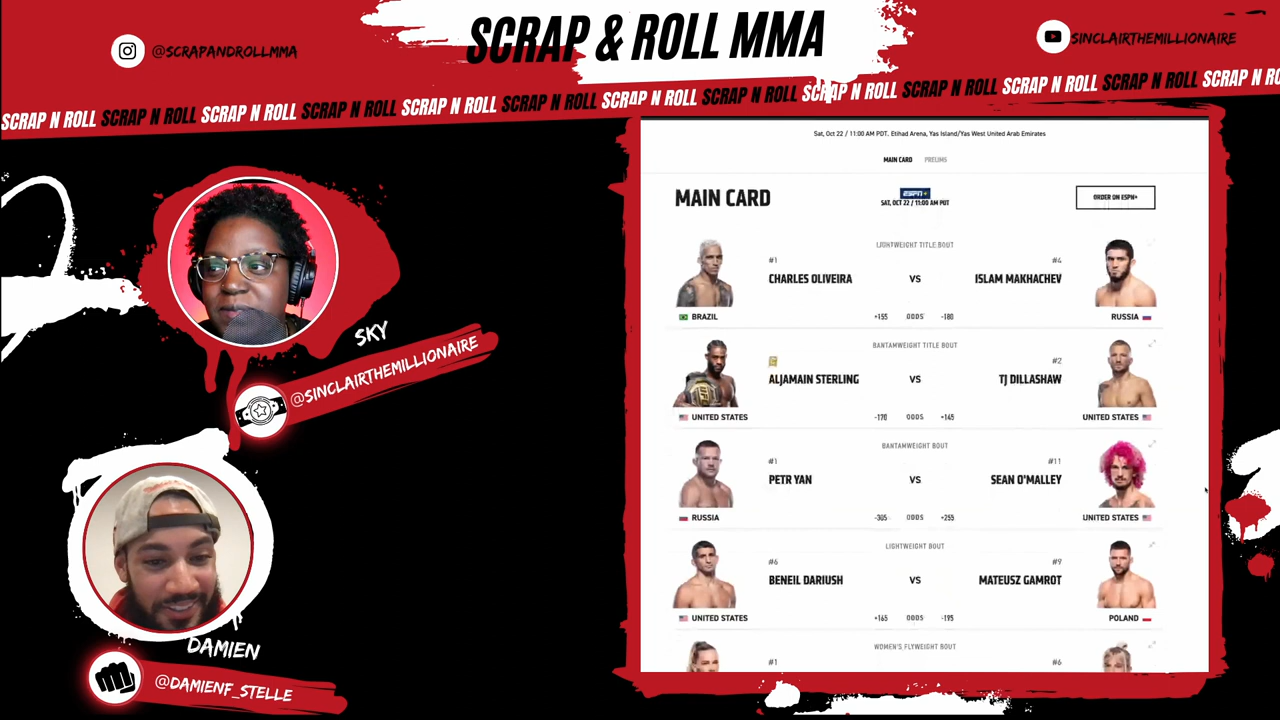 SCRAP & ROLL MMA
@SCRAPANDROLLMMA
SINCLAIRTHEMILLIONAIRE
SCRAP N ROLL SCRAP N ROLL SCRAP N ROLL SCRAP N ROLL SCRAP N ROLL SCRAP N ROLL SCRAP N ROLL SCRAP N ROLL SCRAP N ROLL SCRAP N ROLL SCRAP N ROLL SCRAP N ROLL SCRAP N RO
SKY
@SINCLAIRTHEMILLIONAIRE
DAMIEN
@DAMIENF_STELLE
Sat, Oct 22 / 11:00 AM PDT. Etihad Arena, Yas Island/Yas West United Arab Emirates
MAIN CARD PRELIMS
MAIN CARD
ESPN+
SAT, OCT 22 / 11:00 AM PDT
ORDER ON ESPN+
LIGHTWEIGHT TITLE BOUT
#1 #4
CHARLES OLIVEIRA VS ISLAM MAKHACHEV
BRAZIL +155 ODDS -180 RUSSIA
BANTAMWEIGHT TITLE BOUT
#2
ALJAMAIN STERLING VS TJ DILLASHAW
UNITED STATES -170 ODDS +145 UNITED STATES
BANTAMWEIGHT BOUT
#1 #11
PETR YAN VS SEAN O'MALLEY
RUSSIA -305 ODDS +255 UNITED STATES
LIGHTWEIGHT BOUT
#6 #9
BENEIL DARIUSH VS MATEUSZ GAMROT
UNITED STATES +165 ODDS -195 POLAND
WOMEN'S FLYWEIGHT BOUT
#1 #6